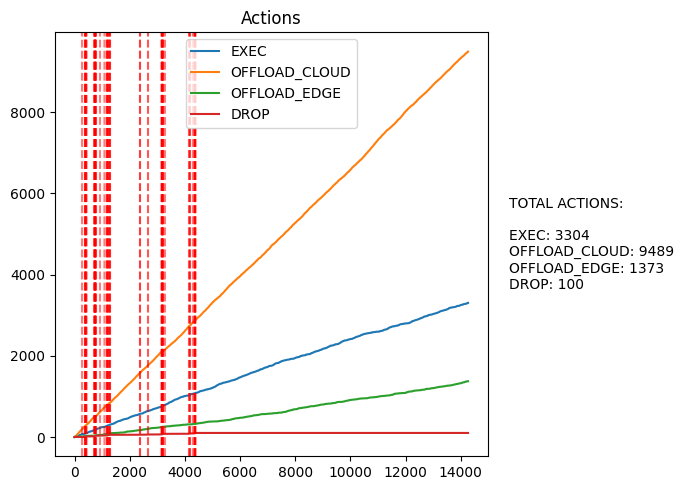 Actions
EXEC
OFFLOAD_CLOUD
OFFLOAD_EDGE
DROP
8000
6000
4000
2000
0
0
2000
4000
6000
8000
10000
12000
14000
TOTAL ACTIONS:
EXEC: 3304
OFFLOAD_CLOUD: 9489
OFFLOAD_EDGE: 1373
DROP: 100